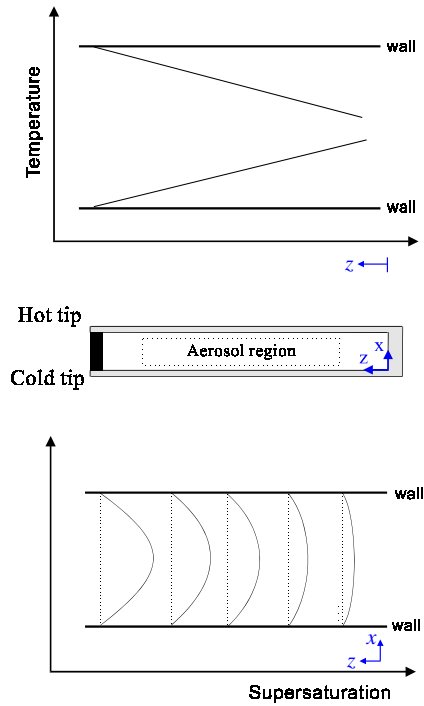 wall
Temperature
wall
z
Hot tip
Aerosol region
x
z
Cold tip
wall
wall
x
z
Supersaturation